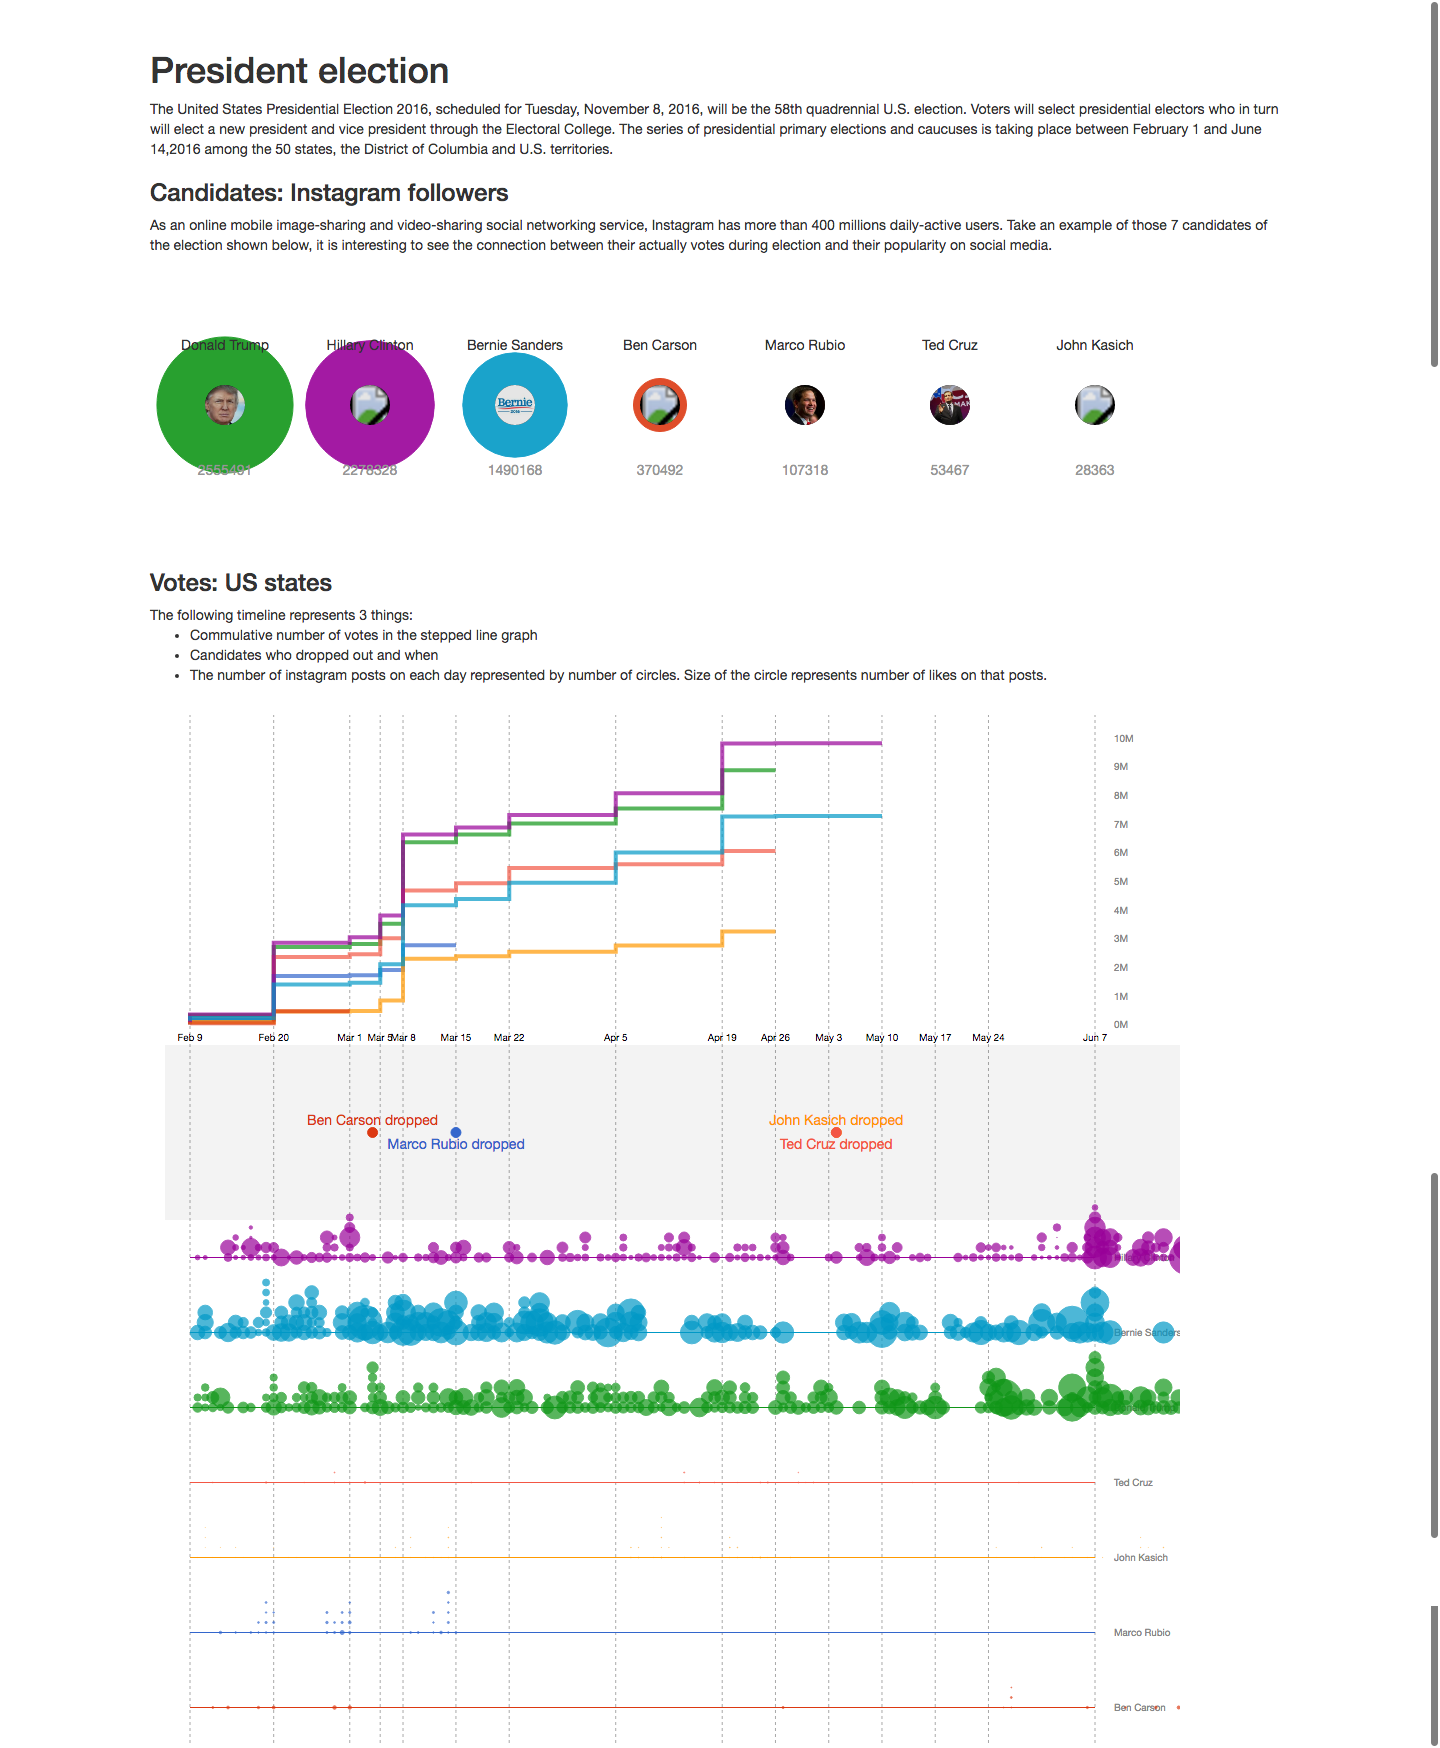 President election
The United States Presidential Election 2016, scheduled for Tuesday, November 8, 2016, will be the 58th quadrennial U.S. election. Voters will select presidential electors who in turn
will elect a new president and vice president through the Electoral College. The series of presidential primary elections and caucuses is taking place between February 1 and June
14,2016 among the 50 states, the District of Columbia and U.S. territories.
Candidates: Instagram followers
As an online mobile image-sharing and video-sharing social networking service, Instagram has more than 400 millions daily-active users. Take an example of those 7 candidates of
the election shown below, it is interesting to see the connection between their actually votes during election and their popularity on social media.
Donald Trump Hillary Clinton Bernie Sanders Ben Carson Marco Rubio Ted Cruz John Kasich
Bernie
2016
2555491 2278328 1490168 370492 107318 53467 28363
Votes: US states
The following timeline represents 3 things:
• Commulative number of votes in the stepped line graph
• Candidates who dropped out and when
• The number of instagram posts on each day represented by number of circles. Size of the circle represents number of likes on that posts.
10M
9M
8M
7M
6M
5M
4M
3M
2M
1M
0M
Feb 9 Feb 20 Mar 1 Mar 5 Mar 8 Mar 15 Mar 22 Apr 5 Apr 19 Apr 26 May 3 May 10 May 17 May 24 Jun 7
Ben Carson dropped John Kasich dropped
Marco Rubio dropped Ted Cruz dropped
Bernie Sanders
Ted Cruz
John Kasich
Marco Rubio
Ben Carson